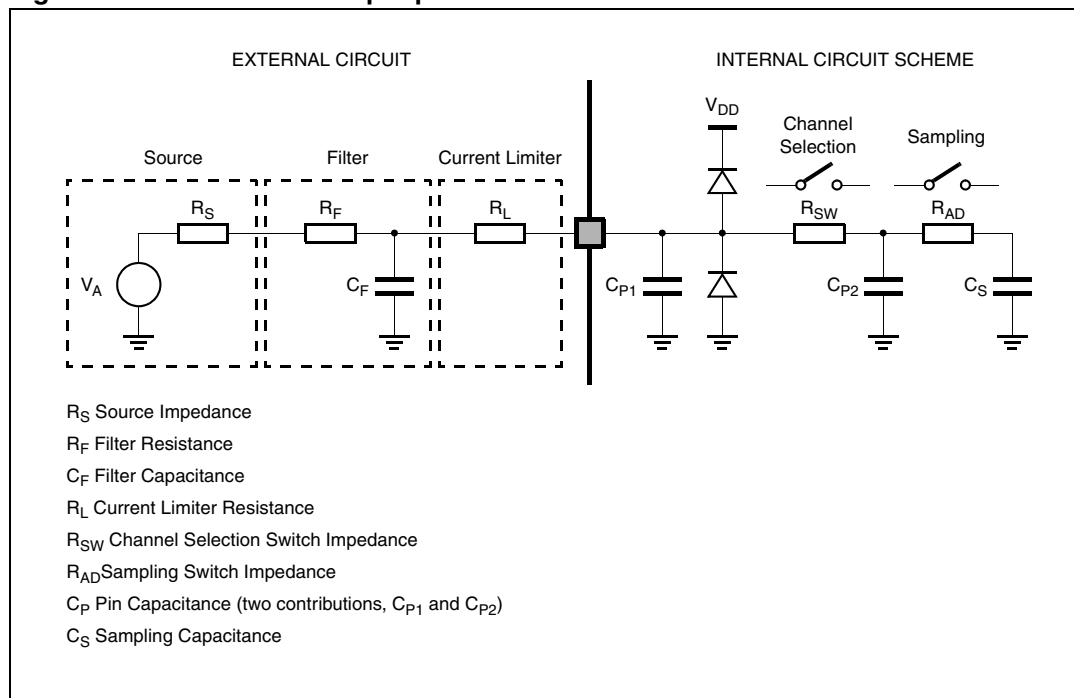 EXTERNAL CIRCUIT
INTERNAL CIRCUIT SCHEME
VDD
Channel
Selection
Sampling
Source
Filter
Current Limiter
RS
RF
RL
RSW
RAD
VA
CF
CP1
CP2
CS
RS Source Impedance
RF Filter Resistance
CF Filter Capacitance
RL Current Limiter Resistance
RSW Channel Selection Switch Impedance
RADSampling Switch Impedance
CP Pin Capacitance (two contributions, CP1 and CP2)
CS Sampling Capacitance